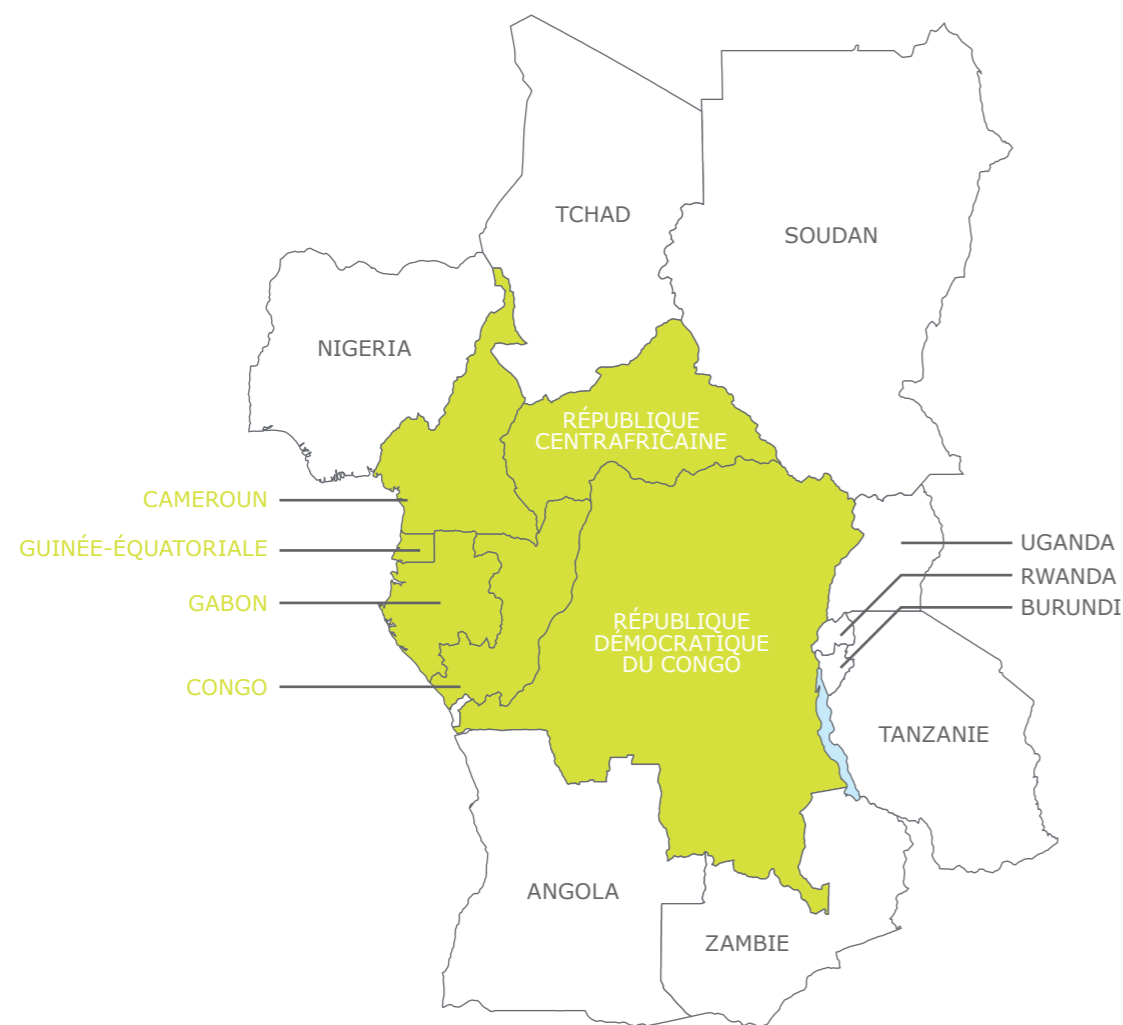 TCHAD
SOUDAN
NIGERIA
RÉPUBLIQUE
CENTRAFRICAINE
CAMEROUN
GUINÉE-ÉQUATORIALE
GABON
CONGO
RÉPUBLIQUE
DÉMOCRATIQUE
DU CONGO
UGANDA
RWANDA
BURUNDI
TANZANIE
ANGOLA
ZAMBIE